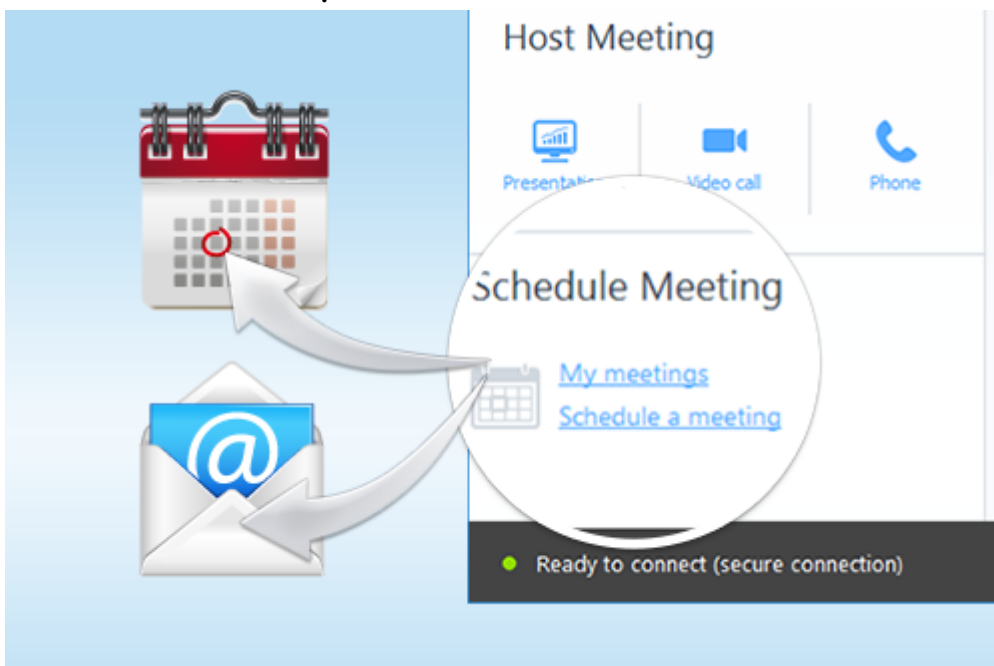 Host Meeting
Video call
Phone
Schedule Meeting
My meetings
Schedule a meeting
@
Ready to connect (secure connection)